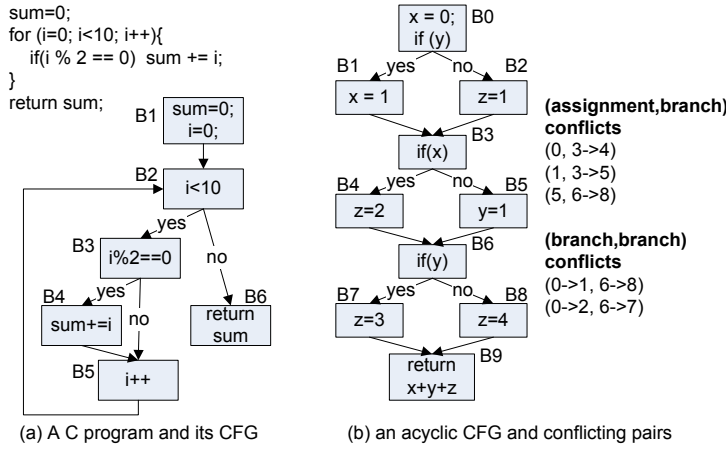 sum=0;
for (i=0; i<10; i++){
if(i % 2 == 0) sum += i;
}
return sum;
B1
sum=0;
i=0;
B2
i<10
yes
no
B3
i%2==0
yes
no
B4
sum+=i
B6
return
sum
B5
i++
(a) A C program and its CFG
x = 0;
if (y)
B0
B1
yes
no
B2
x = 1
z=1
B3
if(x)
B4
yes
no
B5
z=2
y=1
B6
if(y)
B7
yes
no
B8
z=3
z=4
B9
return
x+y+z
(assignment,branch)
conflicts
(0, 3->4)
(1, 3->5)
(5, 6->8)
(branch,branch)
conflicts
(0->1, 6->8)
(0->2, 6->7)
(b) an acyclic CFG and conflicting pairs